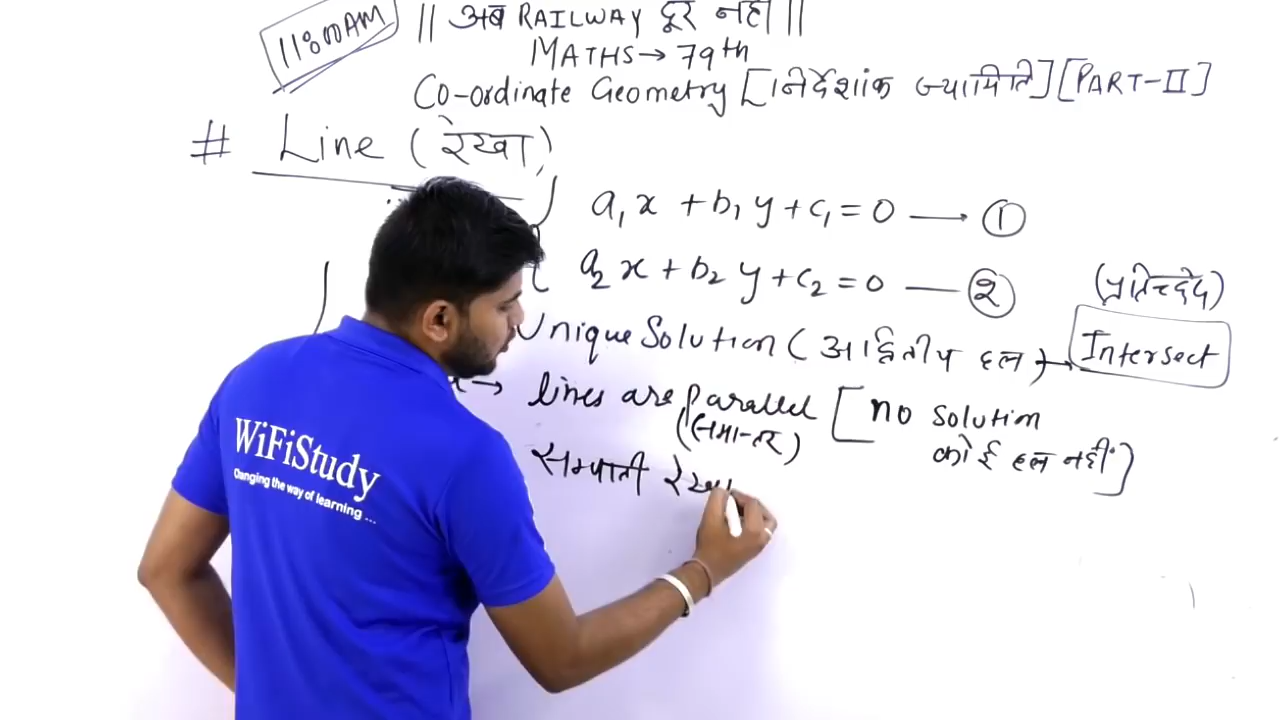 11:00AM
|| अब RAILWAY दूर नहीं ||
MATHS → 79th
Co-ordinate Geometry [निर्देशांक ज्यामिति] [PART-II]
# Line (रेखा)
a₁x + b₁y + c₁ = 0 — ①
a₂x + b₂y + c₂ = 0 — ②
(प्रतिच्छेद)
Unique Solution (अद्वितीय हल) → Intersect
→ lines are parallel [no solution
(समान्तर)
कोई हल नहीं]
सम्पाती रेखा
WiFiStudy
Changing the way of learning ...